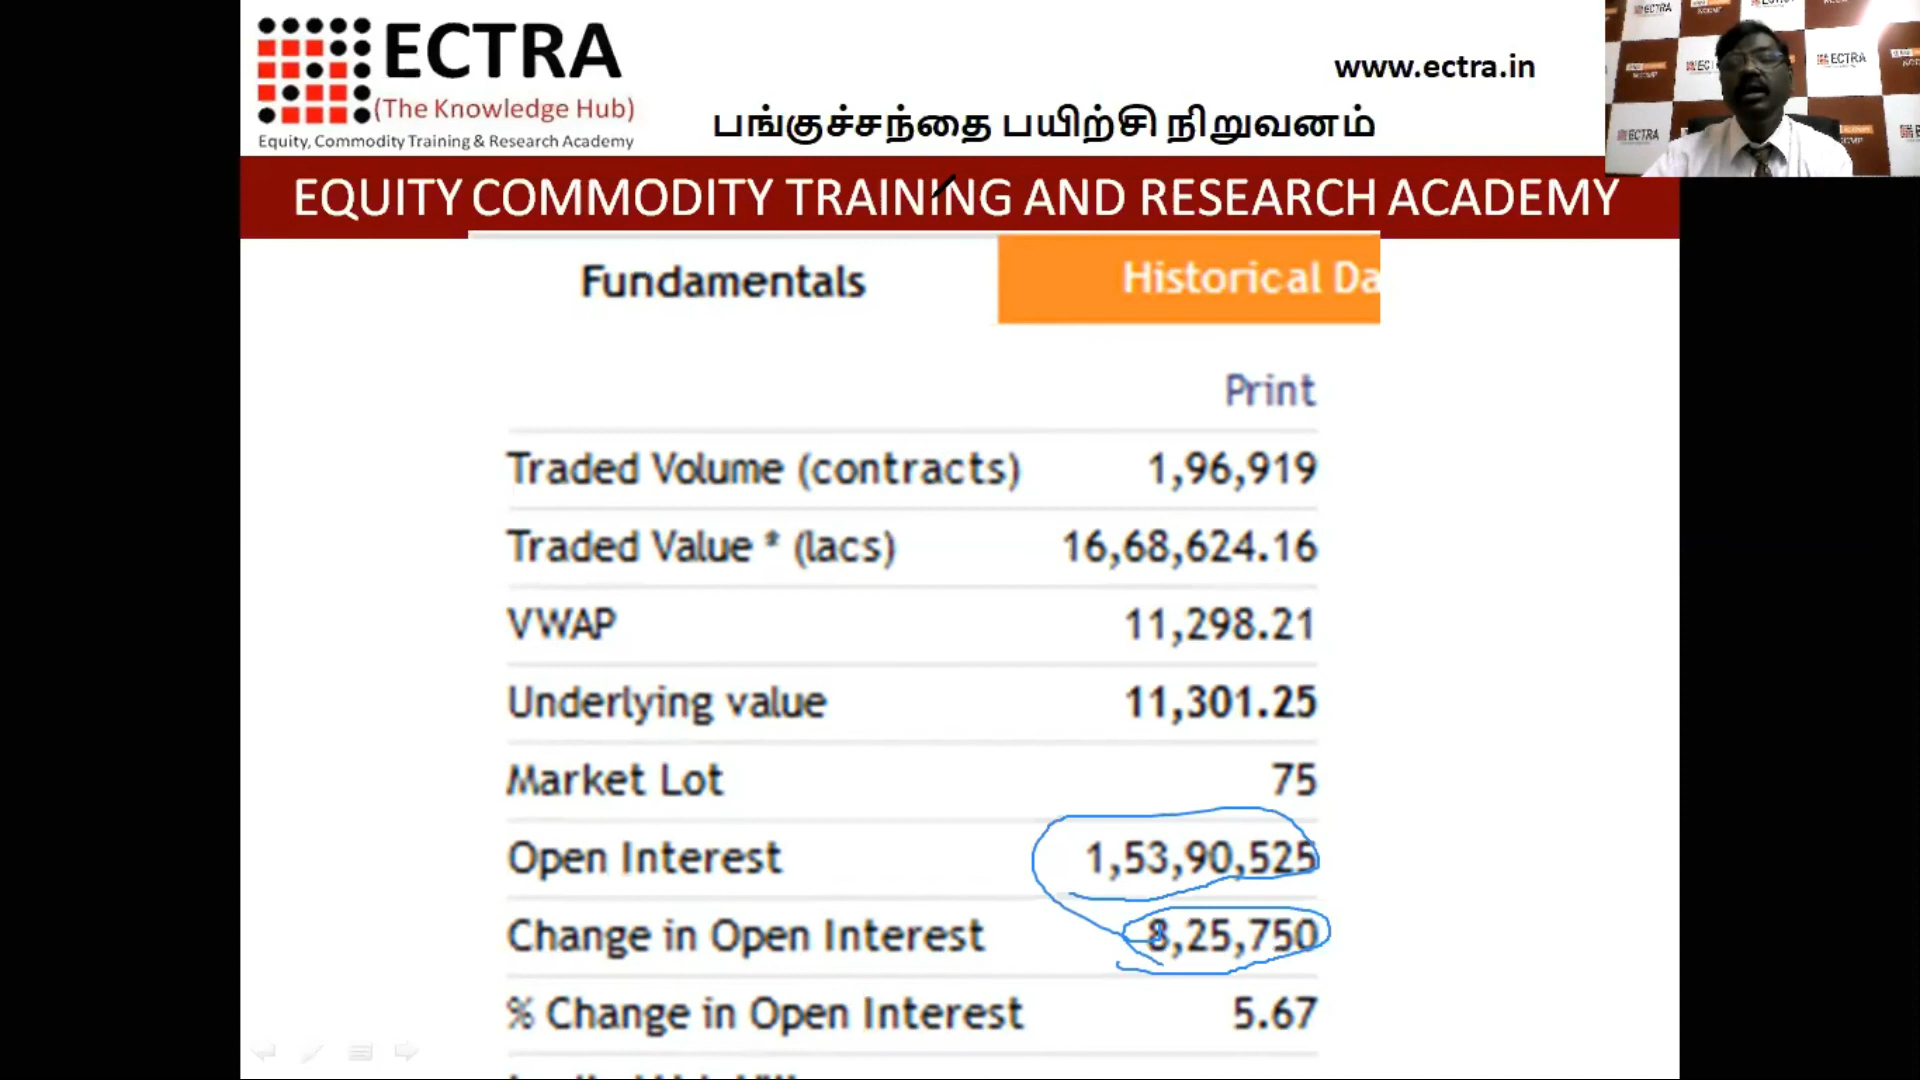 ECTRA
(The Knowledge Hub)
Equity, Commodity Training & Research Academy
www.ectra.in
பங்குச்சந்தை பயிற்சி நிறுவனம்
EQUITY COMMODITY TRAINING AND RESEARCH ACADEMY
Fundamentals
Historical Da
Print
Traded Volume (contracts) 1,96,919
Traded Value * (lacs) 16,68,624.16
VWAP 11,298.21
Underlying value 11,301.25
Market Lot 75
Open Interest 1,53,90,525
Change in Open Interest 8,25,750
% Change in Open Interest 5.67
ECTRA
ECTRA
ECTRA